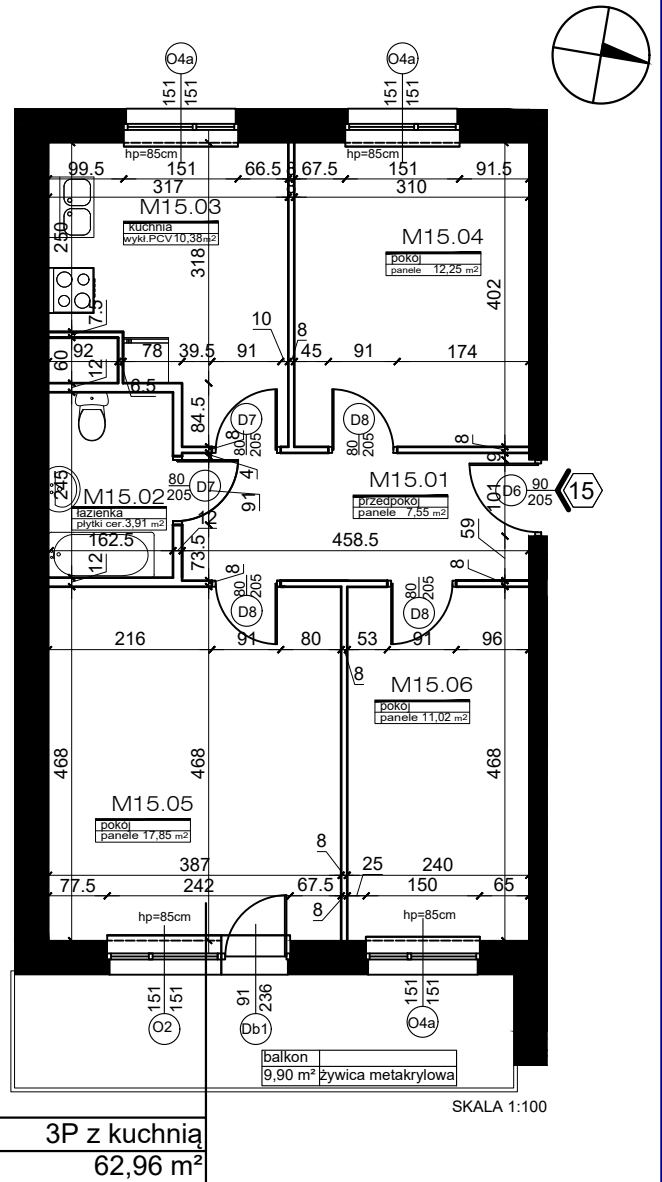 O4a
O4a
151
151
151
151
hp=85cm
hp=85cm
99.5
151
66.5
67.5
151
91.5
317
310
M15.03
kuchnia
wykł.PCV 10,38m²
250
318
M15.04
pokój
panele 12,25 m²
402
7.5
10
8
92
78
39.5
91
45
91
174
60
12
6.5
84.5
D7
D8
8
80
205
80
205
8
9
4
80
205
D7
91
M15.01
przedpokój
panele 7,55 m²
101
D6
90
205
15
245
M15.02
łazienka
płytki cer.3,91 m²
12
59
162.5
458.5
12
73.5
8
80
205
80
205
8
D8
D8
216
91
80
53
91
96
8
M15.06
pokój
panele 11,02 m²
468
468
468
M15.05
pokój
panele 17,85 m²
8
387
25
240
77.5
242
67.5
150
65
8
hp=85cm
hp=85cm
151
151
91
236
151
151
O2
Db1
O4a
balkon
9,90 m² żywica metakrylowa
SKALA 1:100
3P z kuchnią
62,96 m²